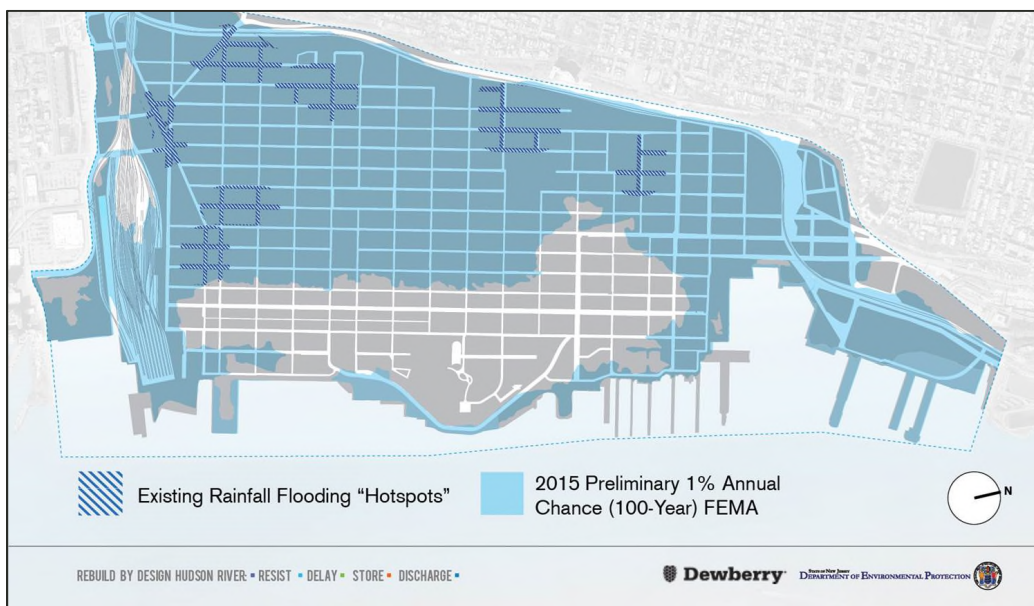 Existing Rainfall Flooding “Hotspots”
2015 Preliminary 1% Annual
Chance (100-Year) FEMA
N
REBUILD BY DESIGN HUDSON RIVER: RESIST DELAY STORE DISCHARGE
Dewberry
STATE OF NEW JERSEY
DEPARTMENT OF ENVIRONMENTAL PROTECTION